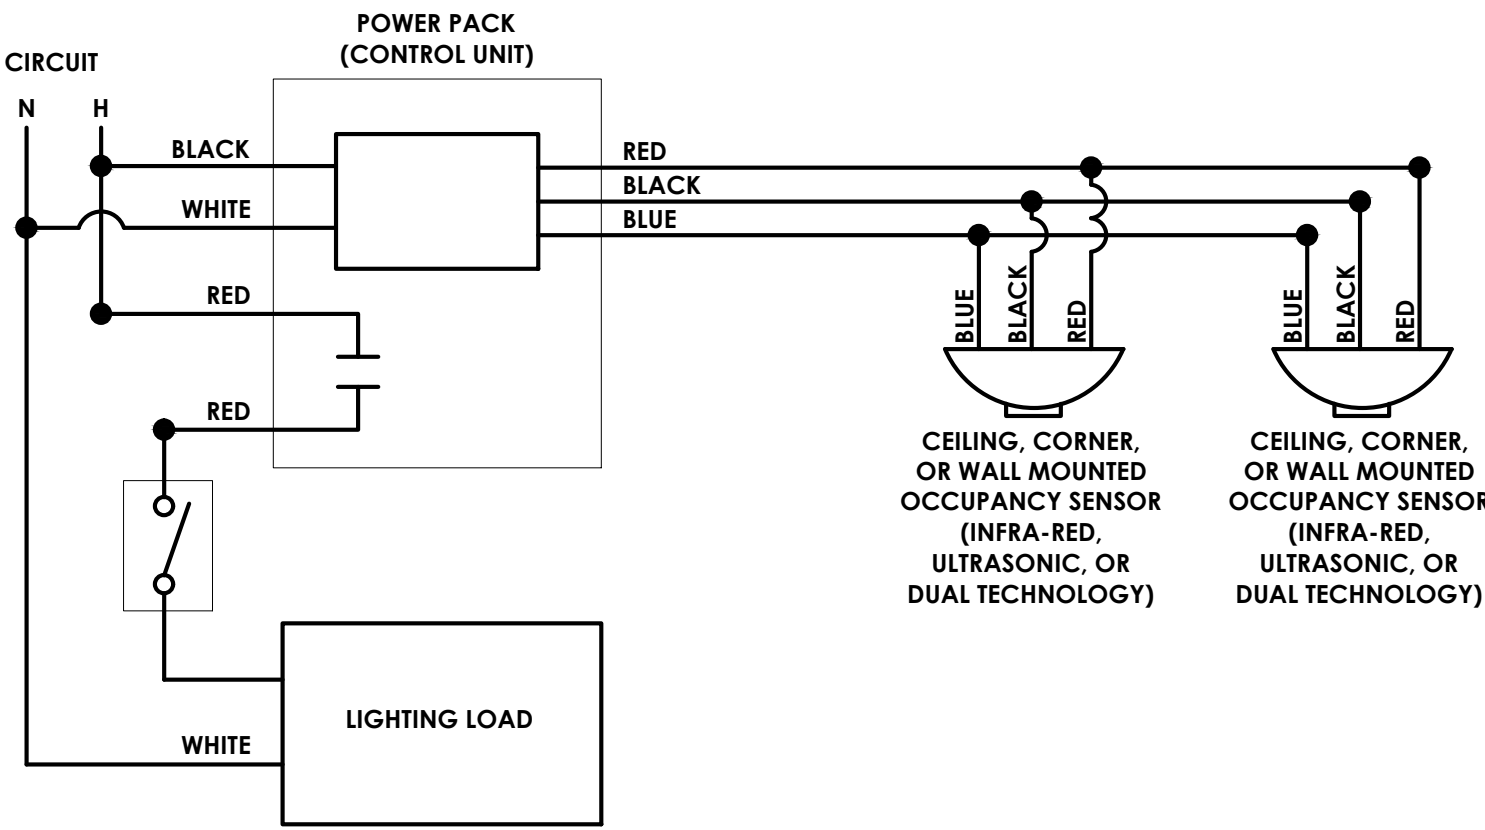 POWER PACK
(CONTROL UNIT)
CIRCUIT
N H
BLACK
WHITE
RED
RED
RED
BLACK
BLUE
BLUE
BLACK
RED
BLUE
BLACK
RED
CEILING, CORNER,
OR WALL MOUNTED
OCCUPANCY SENSOR
(INFRA-RED,
ULTRASONIC, OR
DUAL TECHNOLOGY)
CEILING, CORNER,
OR WALL MOUNTED
OCCUPANCY SENSOR
(INFRA-RED,
ULTRASONIC, OR
DUAL TECHNOLOGY)
LIGHTING LOAD
WHITE